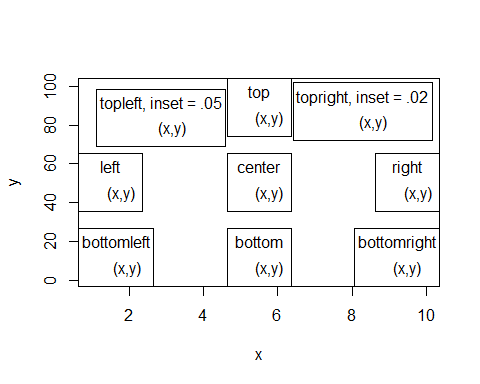 topleft, inset = .05
(x,y)
top
(x,y)
topright, inset = .02
(x,y)
left
(x,y)
center
(x,y)
right
(x,y)
bottomleft
(x,y)
bottom
(x,y)
bottomright
(x,y)
y
100
80
60
40
20
0
2
4
6
8
10
x